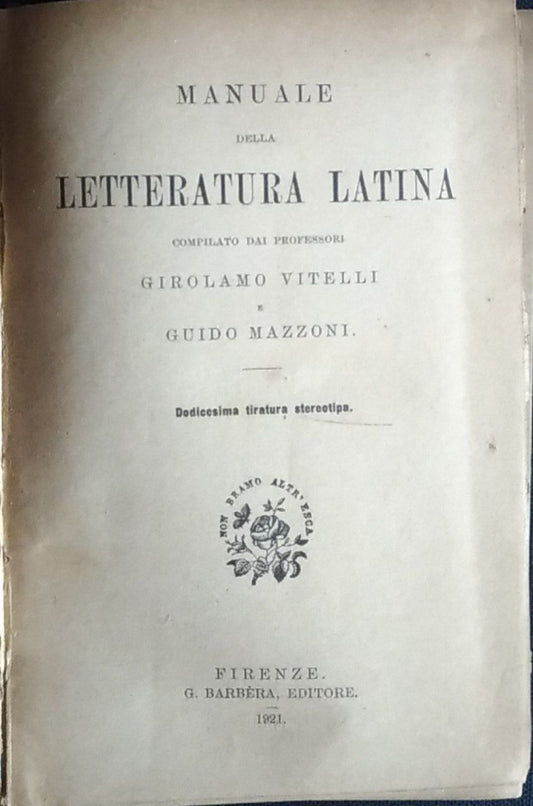 MANUALE
DELLA
LETTERATURA LATINA
COMPILATO DAI PROFESSORI
GIROLAMO VITELLI
E
GUIDO MAZZONI.
Dodicesima tiratura stereotipa.
NON BRAMO ALTR'ESCA
FIRENZE.
G. BARBÈRA, EDITORE.
1921.